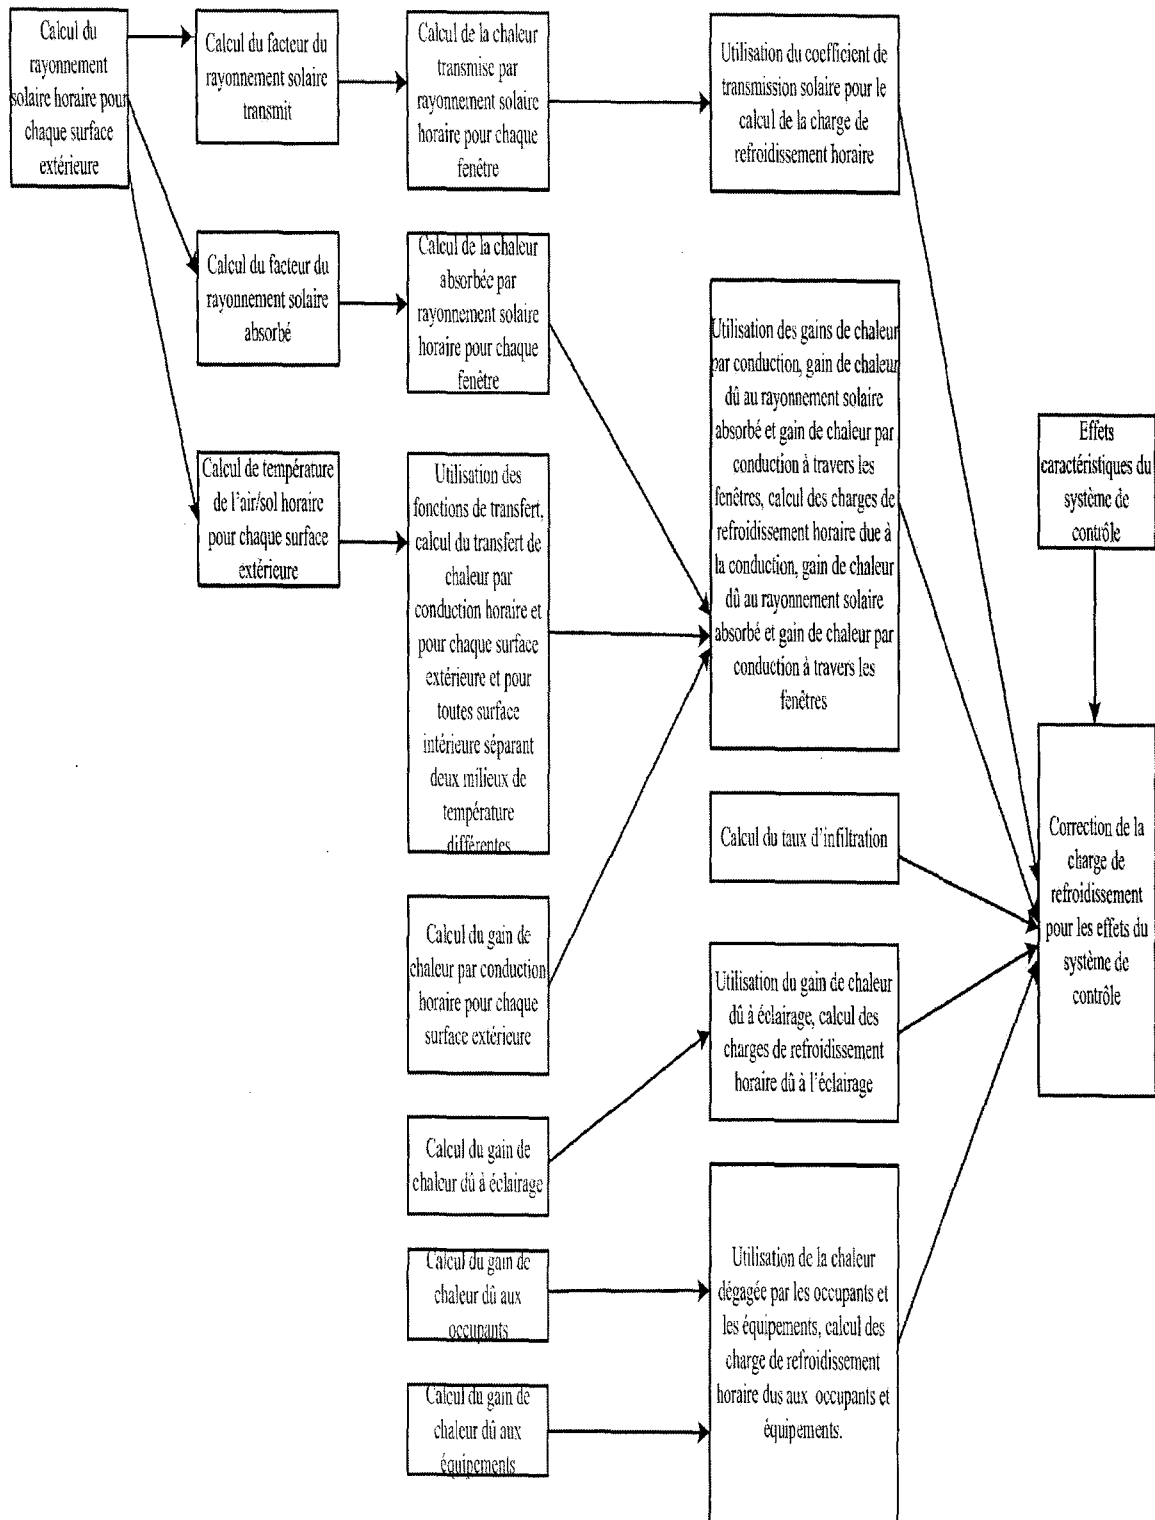 Calcul du
rayonnement
solaire horaire pour
chaque surface
extérieure
Calcul du facteur du
rayonnement solaire
transmit
Calcul de la chaleur
transmise par
rayonnement solaire
horaire pour chaque
fenêtre
Utilisation du coefficient de
transmission solaire pour le
calcul de la charge de
refroidissement horaire
Calcul du facteur du
rayonnement solaire
absorbé
Calcul de la chaleur
absorbée par
rayonnement solaire
horaire pour chaque
fenêtre
Utilisation des gains de chaleur
par conduction, gain de chaleur
dû au rayonnement solaire
absorbé et gain de chaleur par
conduction à travers les
fenêtres, calcul des charges de
refroidissement horaire due à
la conduction, gain de chaleur
dû au rayonnement solaire
absorbé et gain de chaleur par
conduction à travers les
fenêtres
Effets
caractéristiques du
système de
contrôle
Calcul de température
de l'air/sol horaire
pour chaque surface
extérieure
Utilisation des
fonctions de transfert,
calcul du transfert de
chaleur par
conduction horaire et
pour chaque surface
extérieure et pour
toutes surface
intérieure séparant
deux milieux de
température
différentes
Calcul du taux d'infiltration
Correction de la
charge de
refroidissement
pour les effets du
système de
contrôle
Calcul du gain de
chaleur par conduction
horaire pour chaque
surface extérieure
Utilisation du gain de chaleur
dû à éclairage, calcul des
charges de refroidissement
horaire dû à l'éclairage
Calcul du gain de
chaleur dû à éclairage
Calcul du gain de
chaleur dû aux
occupants
Utilisation de la chaleur
dégagée par les occupants et
les équipements, calcul des
charge de refroidissement
horaire dus aux occupants et
équipements.
Calcul du gain de
chaleur dû aux
équipements